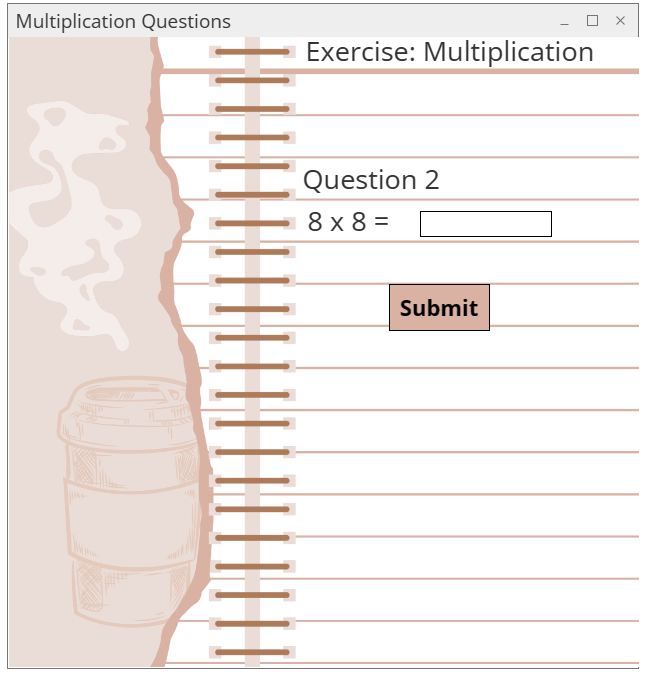 Multiplication Questions
Exercise: Multiplication
Question 2
8 x 8 =
Submit